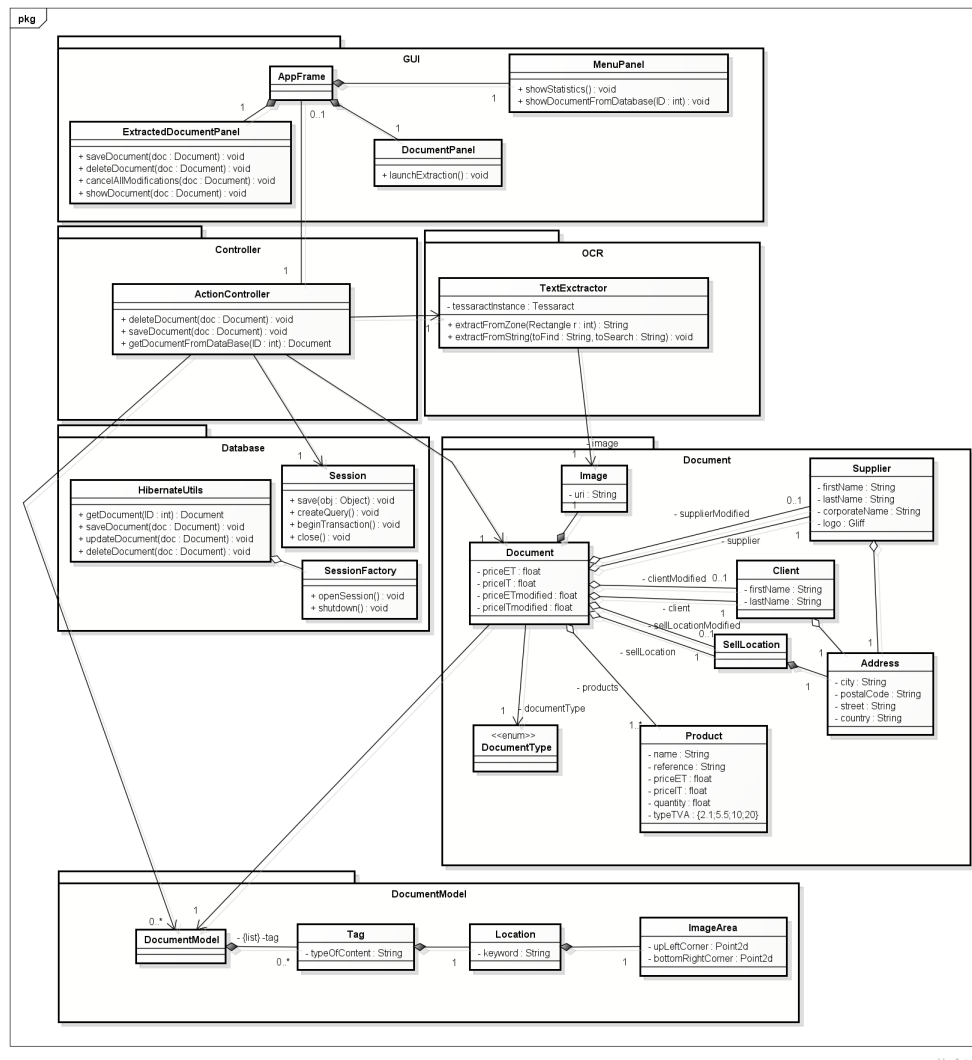 pkg
GUI
AppFrame
MenuPanel
+ showStatistics() : void
+ showDocumentFromDatabase(ID : int) : void
1
1
0..1
ExtractedDocumentPanel
+ saveDocument(doc : Document) : void
+ deleteDocument(doc : Document) : void
+ cancelAllModifications(doc : Document) : void
+ showDocument(doc : Document) : void
1
DocumentPanel
+ launchExtraction() : void
Controller
1
ActionController
+ deleteDocument(doc : Document) : void
+ saveDocument(doc : Document) : void
+ getDocumentFromDataBase(ID : int) : Document
OCR
TextExctractor
- tessaractInstance : Tessaract
1
+ extractFromZone(Rectangle r : int) : String
+ extractFromString(toFind : String, toSearch : String) : void
Database
1
HibernateUtils
+ getDocument(ID : int) : Document
+ saveDocument(doc : Document) : void
+ updateDocument(doc : Document) : void
+ deleteDocument(doc : Document) : void
Session
+ save(obj : Object) : void
+ createQuery() : void
+ beginTransaction() : void
+ close() : void
SessionFactory
+ openSession() : void
+ shutdown() : void
- image
1
Document
Image
- uri : String
1
Supplier
- firstName : String
- lastName : String
- corporateName : String
- logo : Gliff
0..1
- supplierModified
1
- supplier
1
Document
- priceET : float
- priceIT : float
- priceETmodified : float
- priceITmodified : float
- clientModified
0..1
Client
- firstName : String
- lastName : String
- client
1
- sellLocationModified
0..1
- sellLocation
1
SellLocation
1
1
1
Address
- city : String
- postalCode : String
- street : String
- country : String
- products
1
- documentType
1..*
<<enum>>
DocumentType
Product
- name : String
- reference : String
- priceET : float
- priceIT : float
- quantity : float
- typeTVA : {2.1;5.5;10;20}
DocumentModel
1
0..*
DocumentModel
- {list} -tag
0..*
Tag
- typeOfContent : String
1
Location
- keyword : String
1
ImageArea
- upLeftCorner : Point2d
- bottomRightCorner : Point2d